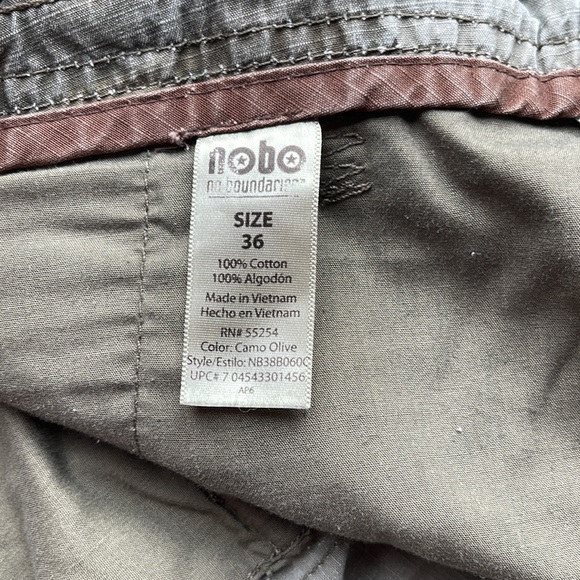 nobo
no boundaries
SIZE
36
100% Cotton
100% Algodón
Made in Vietnam
Hecho en Vietnam
RN# 55254
Color: Camo Olive
Style/Estilo: NB38B060C
UPC# 7 04543301456
AP6